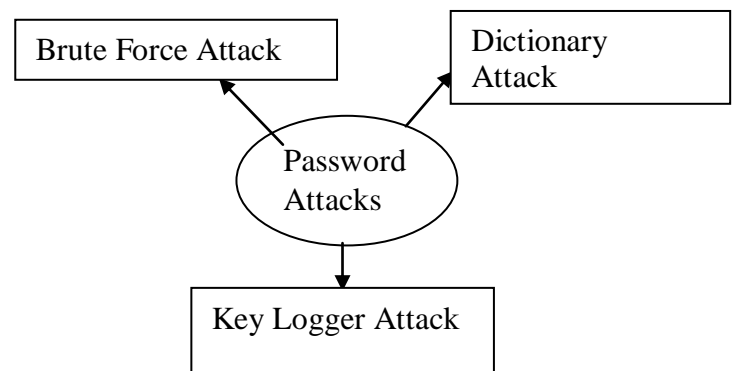 Brute Force Attack
Dictionary
Attack
Password
Attacks
Key Logger Attack